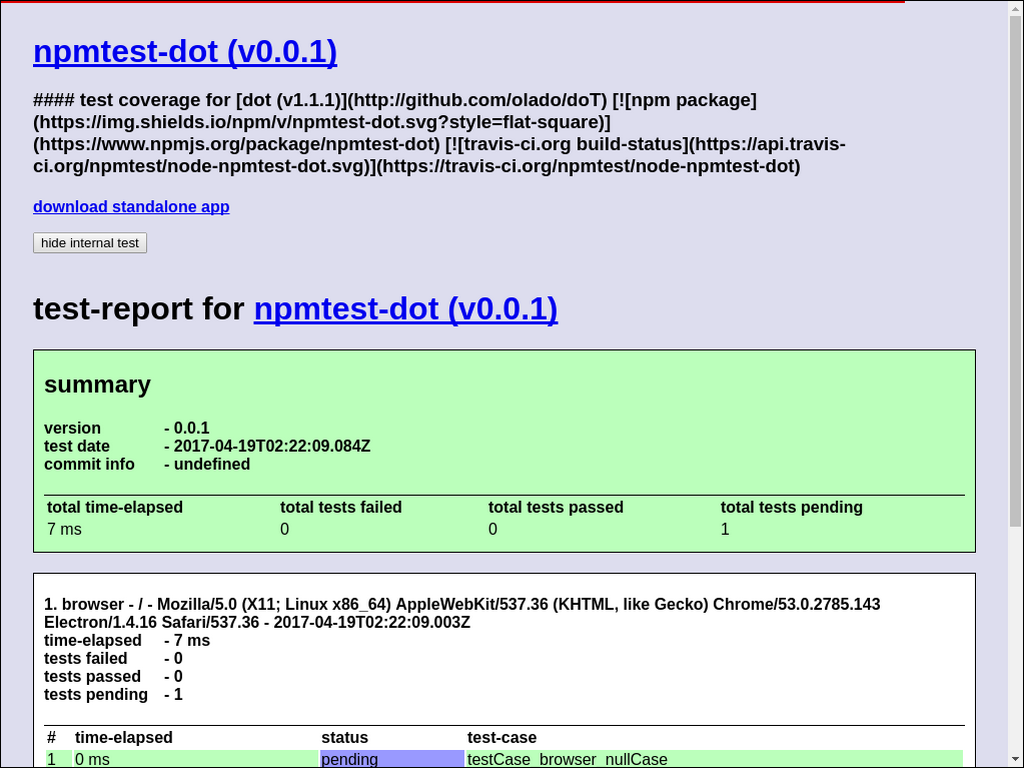 npmtest-dot (v0.0.1)
#### test coverage for [dot (v1.1.1)](http://github.com/olado/doT) [![npm package]
(https://img.shields.io/npm/v/npmtest-dot.svg?style=flat-square)]
(https://www.npmjs.org/package/npmtest-dot) [![travis-ci.org build-status](https://api.travis-
ci.org/npmtest/node-npmtest-dot.svg)](https://travis-ci.org/npmtest/node-npmtest-dot)
download standalone app
hide internal test
test-report for npmtest-dot (v0.0.1)
summary
version - 0.0.1
test date - 2017-04-19T02:22:09.084Z
commit info - undefined
total time-elapsed total tests failed total tests passed total tests pending
7 ms 0 0 1
1. browser - / - Mozilla/5.0 (X11; Linux x86_64) AppleWebKit/537.36 (KHTML, like Gecko) Chrome/53.0.2785.143
Electron/1.4.16 Safari/537.36 - 2017-04-19T02:22:09.003Z
time-elapsed - 7 ms
tests failed - 0
tests passed - 0
tests pending - 1
# time-elapsed status test-case
1 0 ms pending testCase_browser_nullCase